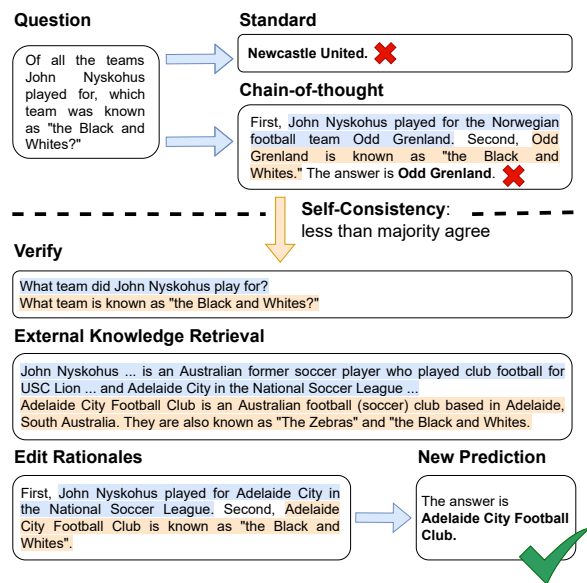 Question
Of all the teams
John Nyskohus
played for, which
team was known
as "the Black and
Whites?"
Standard
Newcastle United.
Chain-of-thought
First, John Nyskohus played for the Norwegian
football team Odd Grenland. Second, Odd
Grenland is known as "the Black and
Whites." The answer is Odd Grenland.
Self-Consistency:
less than majority agree
Verify
What team did John Nyskohus play for?
What team is known as "the Black and Whites?"
External Knowledge Retrieval
John Nyskohus ... is an Australian former soccer player who played club football for
USC Lion ... and Adelaide City in the National Soccer League ...
Adelaide City Football Club is an Australian football (soccer) club based in Adelaide,
South Australia. They are also known as "The Zebras" and "the Black and Whites.
Edit Rationales
First, John Nyskohus played for Adelaide City in
the National Soccer League. Second, Adelaide
City Football Club is known as "the Black and
Whites".
New Prediction
The answer is
Adelaide City Football
Club.